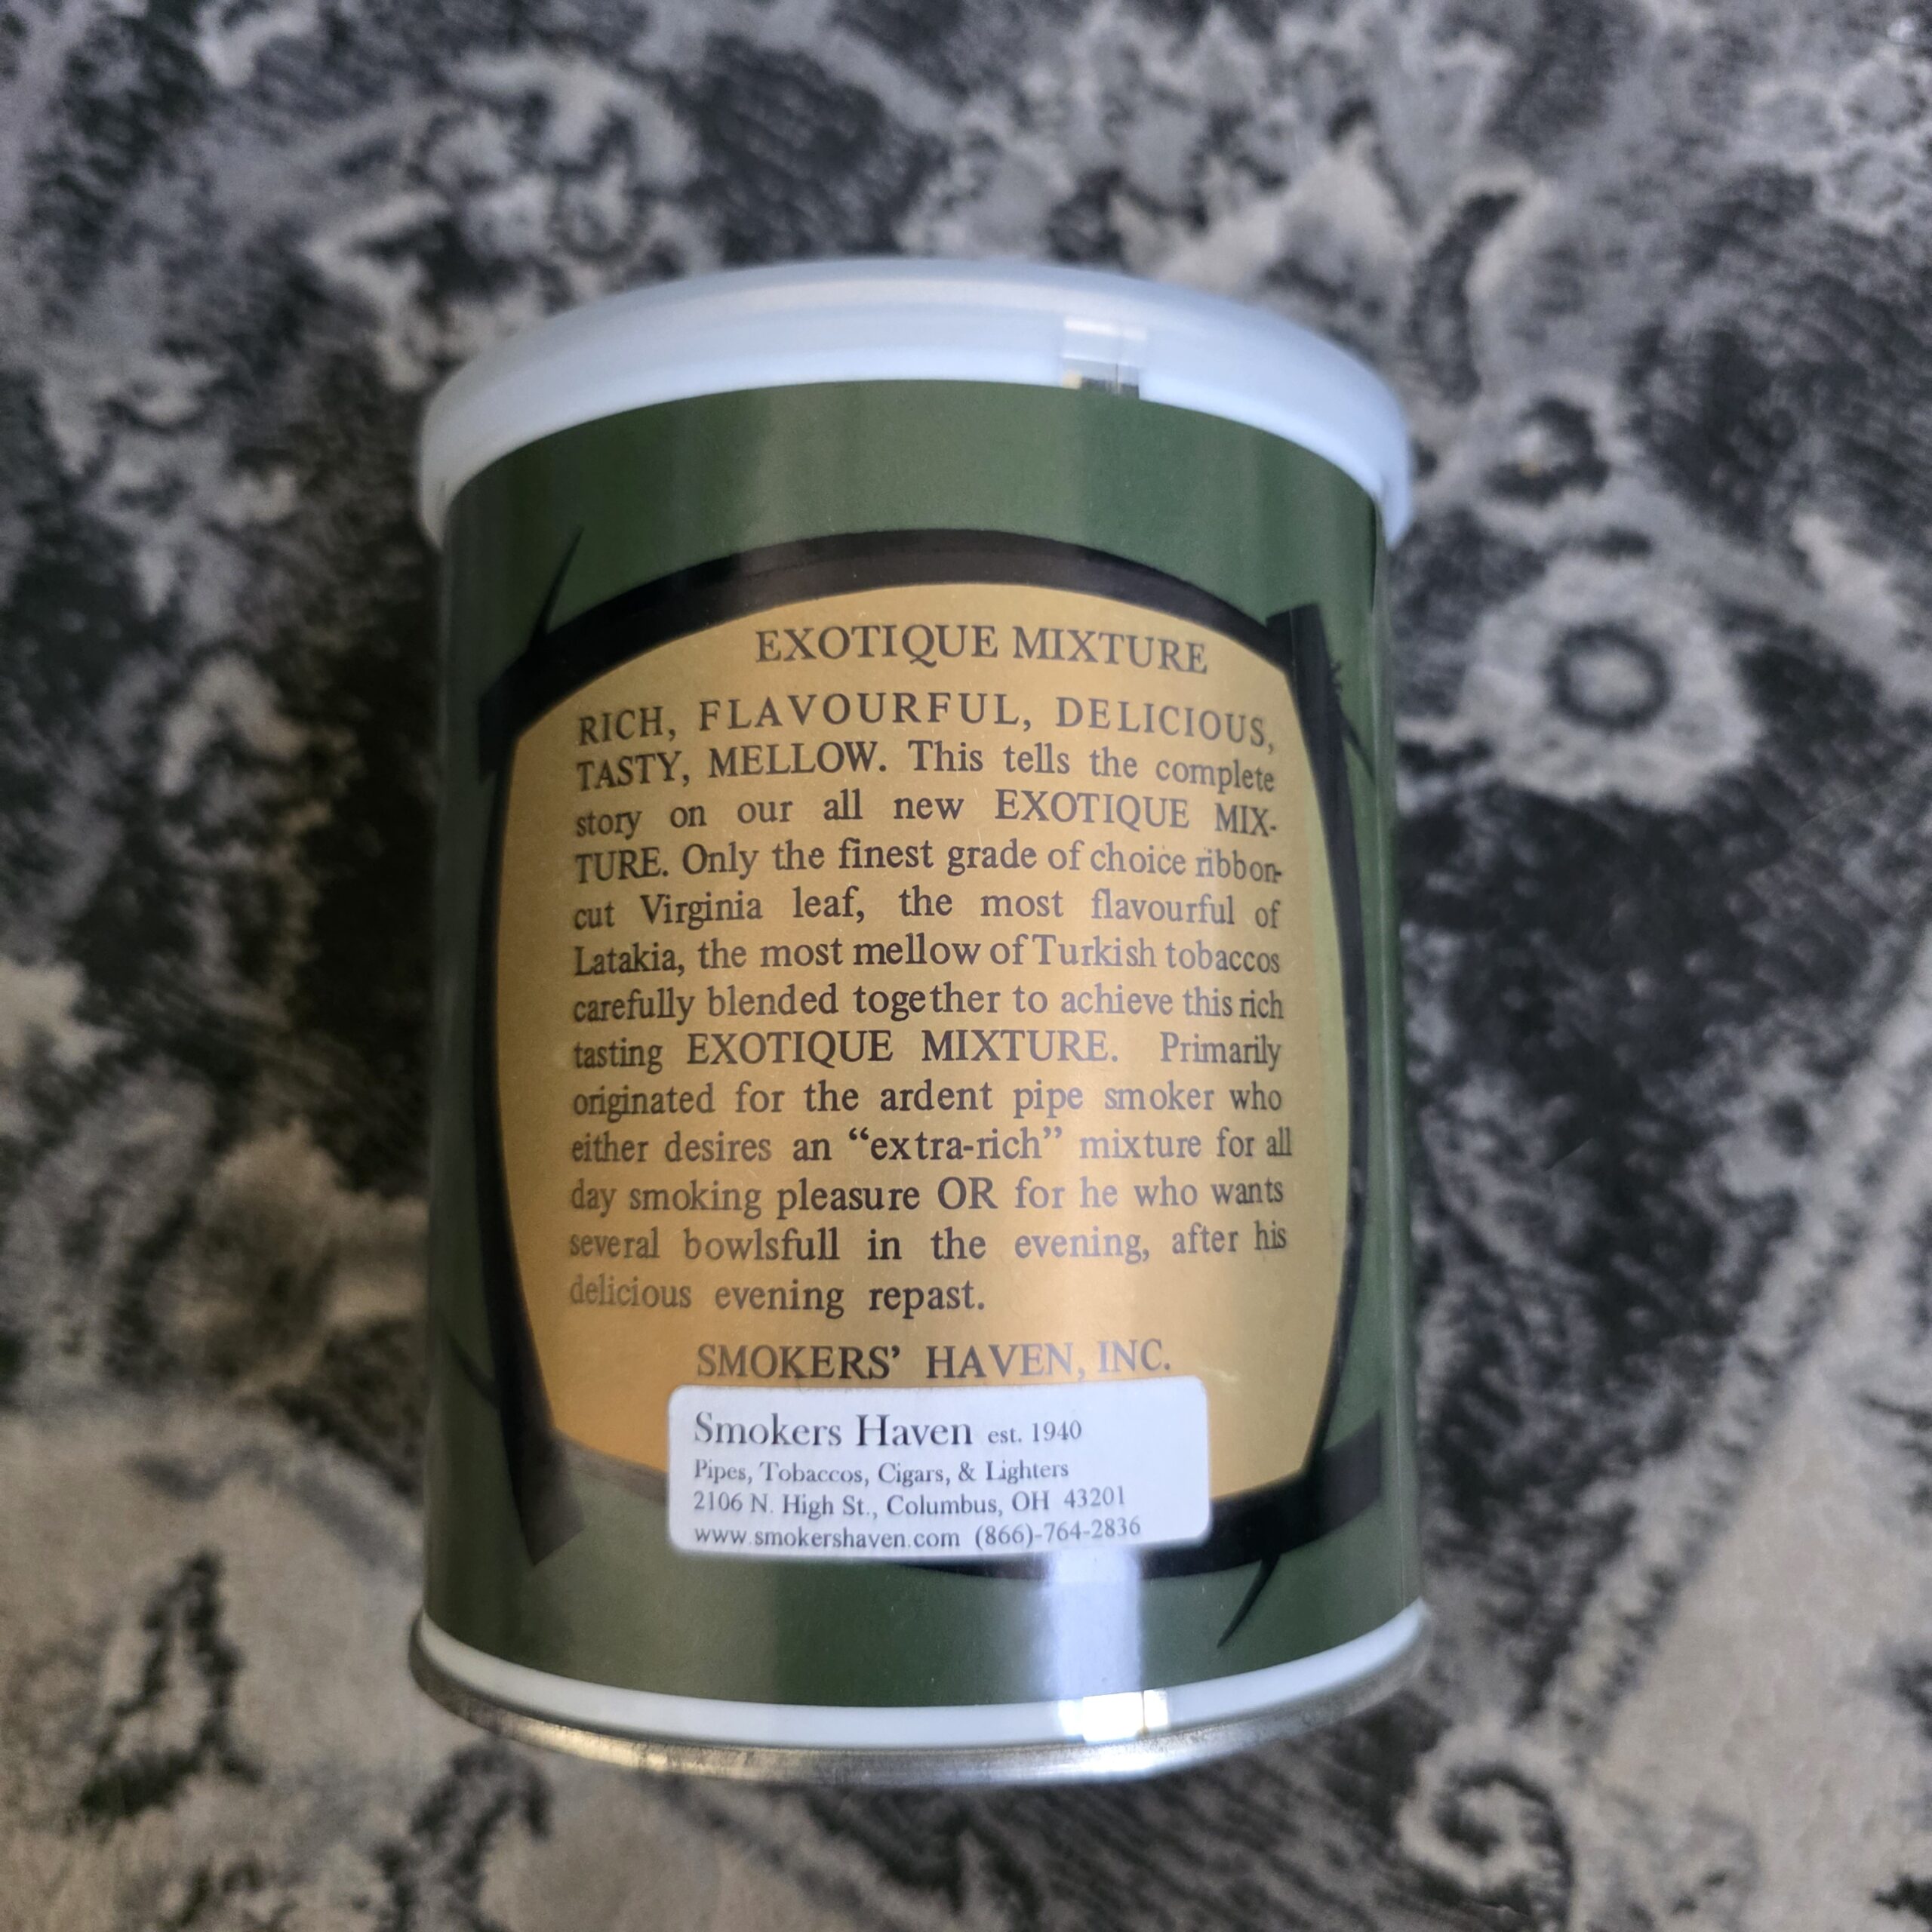 EXOTIQUE MIXTURE
RICH, FLAVOURFUL, DELICIOUS,
TASTY, MELLOW. This tells the complete
story on our all new EXOTIQUE MIX-
TURE. Only the finest grade of choice ribbon-
cut Virginia leaf, the most flavourful of
Latakia, the most mellow of Turkish tobaccos
carefully blended together to achieve this rich
tasting EXOTIQUE MIXTURE. Primarily
originated for the ardent pipe smoker who
either desires an “extra-rich” mixture for all
day smoking pleasure OR for he who wants
several bowlsfull in the evening, after his
delicious evening repast.
SMOKERS’ HAVEN, INC.
Smokers Haven est. 1940
Pipes, Tobaccos, Cigars, & Lighters
2106 N. High St., Columbus, OH 43201
www.smokershaven.com (866)-764-2836